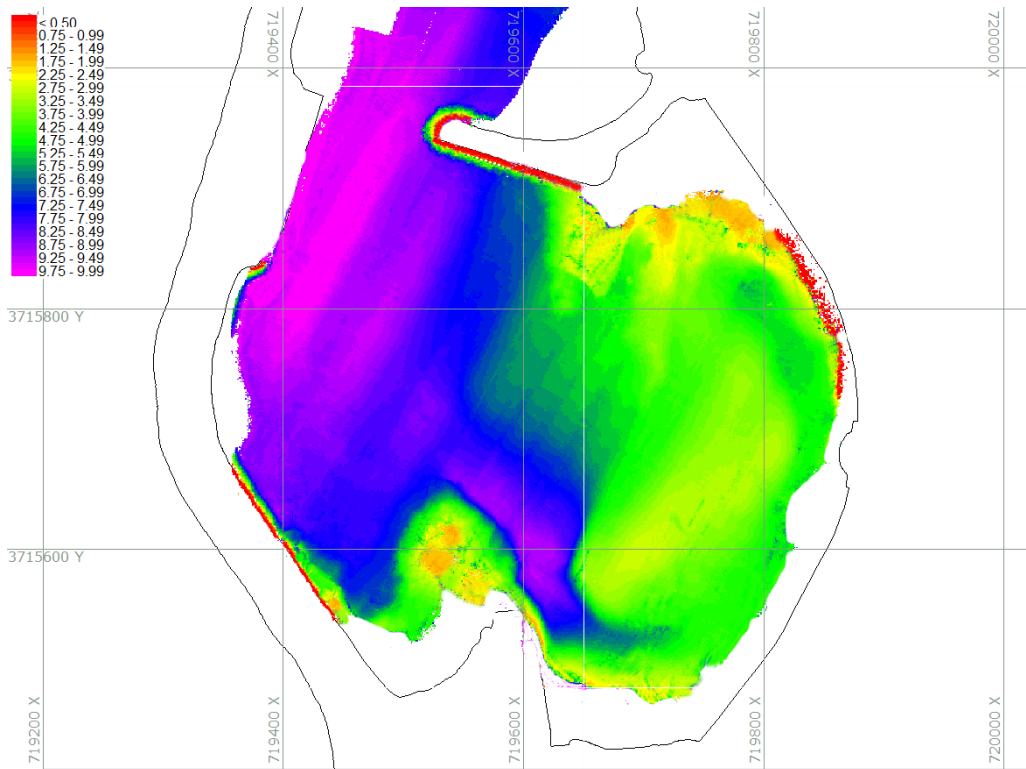 < 0.50
0.75 - 0.99
1.25 - 1.49
1.75 - 1.99
2.25 - 2.49
2.75 - 2.99
3.25 - 3.49
3.75 - 3.99
4.25 - 4.49
4.75 - 4.99
5.25 - 5.49
5.75 - 5.99
6.25 - 6.49
6.75 - 6.99
7.25 - 7.49
7.75 - 7.99
8.25 - 8.49
8.75 - 8.99
9.25 - 9.49
9.75 - 9.99
719400 X
719600 X
719800 X
720000 X
3715800 Y
3715600 Y
719200 X
719400 X
719600 X
719800 X
720000 X